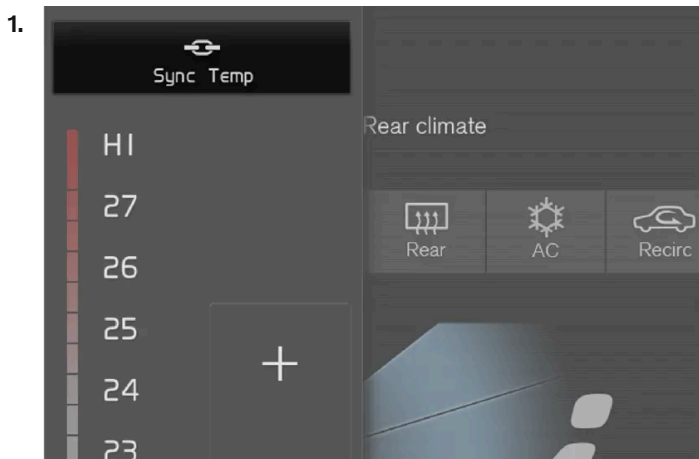 1.
Sync Temp
Rear climate
HI
27
Rear
AC
Recirc
26
25
+
24
23